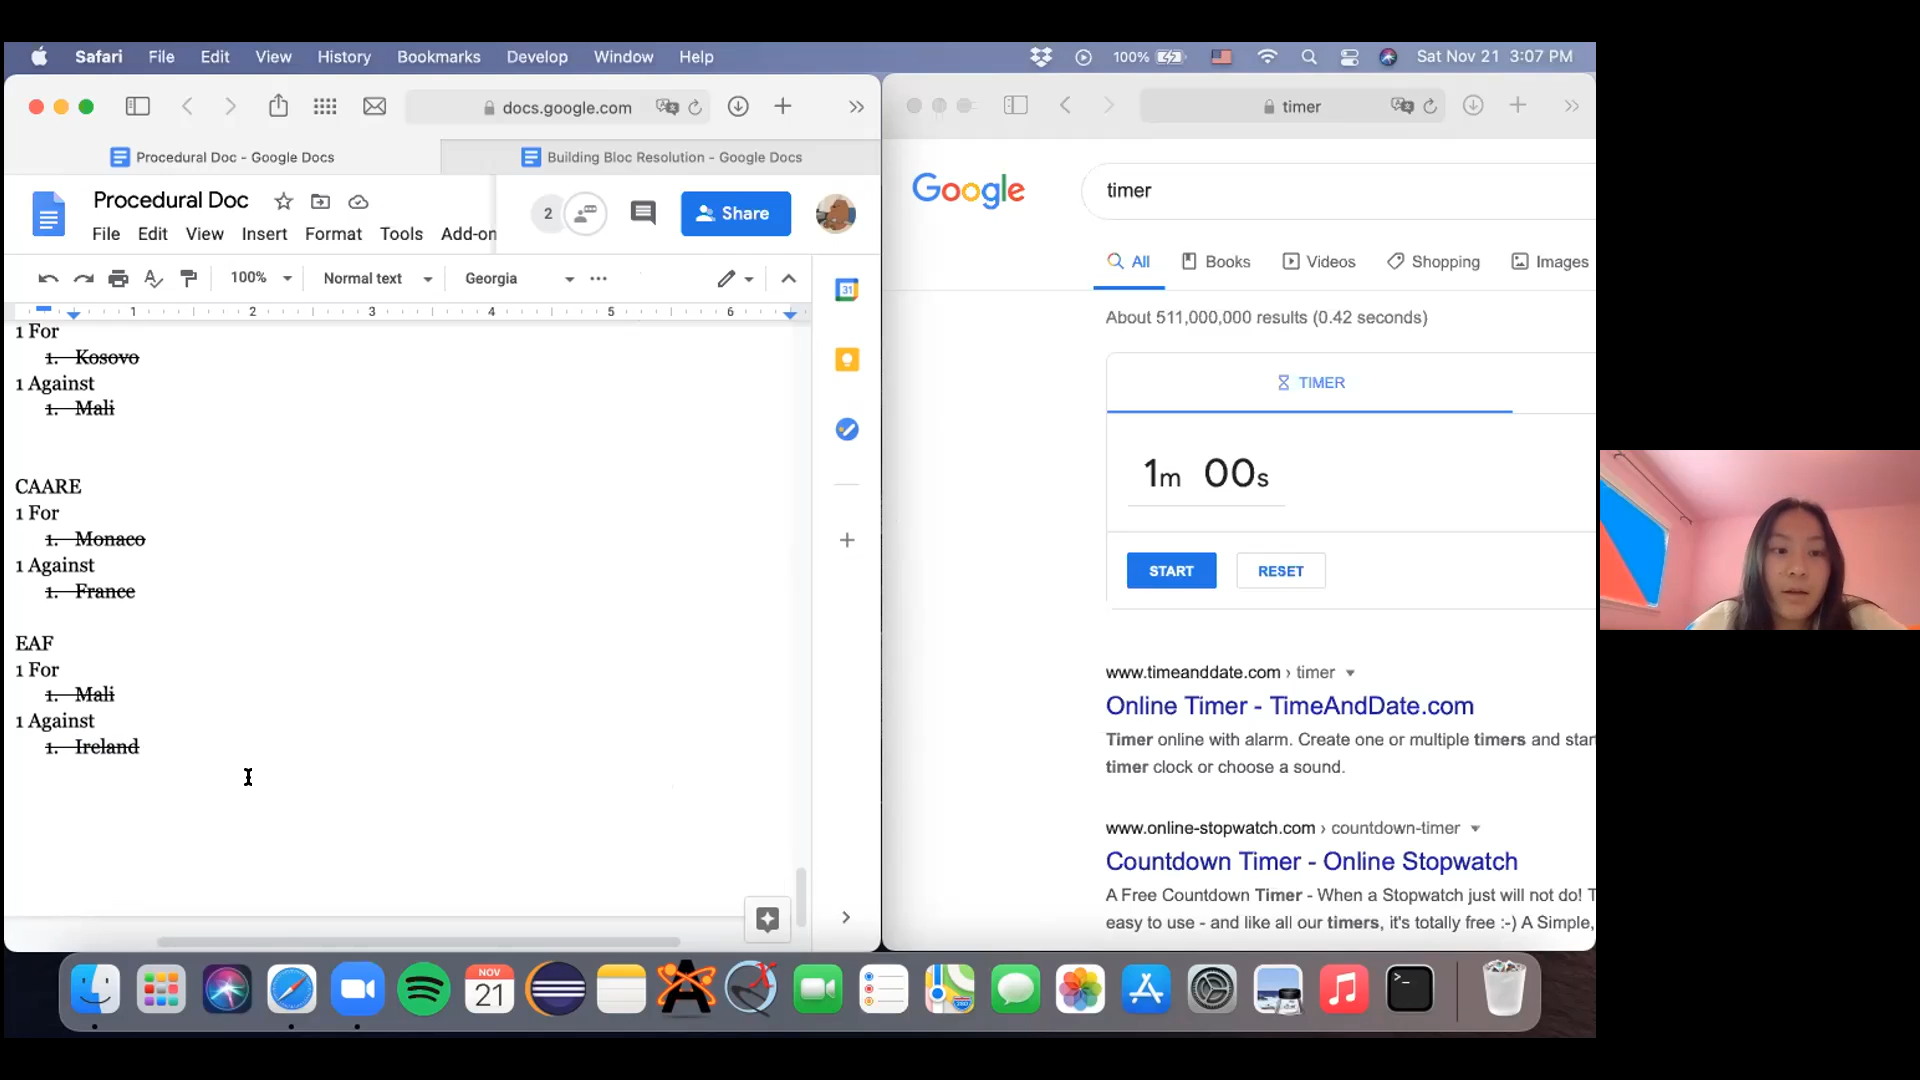 Safari File Edit View History Bookmarks Develop Window Help 100% Sat Nov 21 3:07 PM
docs.google.com
Procedural Doc - Google Docs
Building Bloc Resolution - Google Docs
Procedural Doc
2
Share
File Edit View Insert Format Tools Add-on
100% Normal text Georgia
1 2 3 4 5 6
31
1 For
1. Kosovo
1 Against
1. Mali
CAARE
1 For
1. Monaco
1 Against
1. France
EAF
1 For
1. Mali
1 Against
1. Ireland
timer
Google
timer
All Books Videos Shopping Images
About 511,000,000 results (0.42 seconds)
TIMER
1m 00s
START RESET
www.timeanddate.com › timer
Online Timer - TimeAndDate.com
Timer online with alarm. Create one or multiple timers and star
timer clock or choose a sound.
www.online-stopwatch.com › countdown-timer
Countdown Timer - Online Stopwatch
A Free Countdown Timer - When a Stopwatch just will not do! T
easy to use - and like all our timers, it's totally free :-) A Simple,
NOV
21